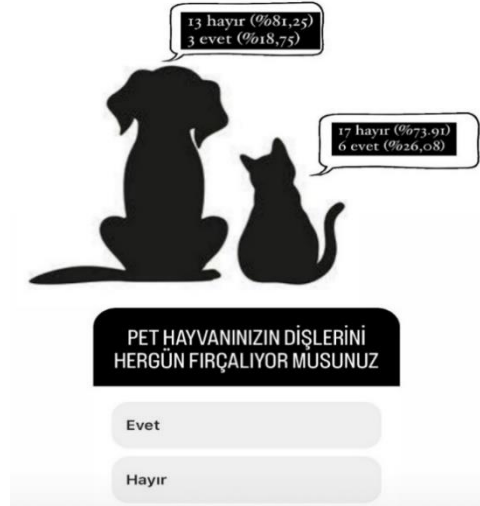 13 hayır (%81,25)
3 evet (%18,75)
17 hayır (%73.91)
6 evet (%26,08)
PET HAYVANINIZIN DİŞLERİNİ
HERGÜN FIRÇALIYOR MUSUNUZ
Evet
Hayır